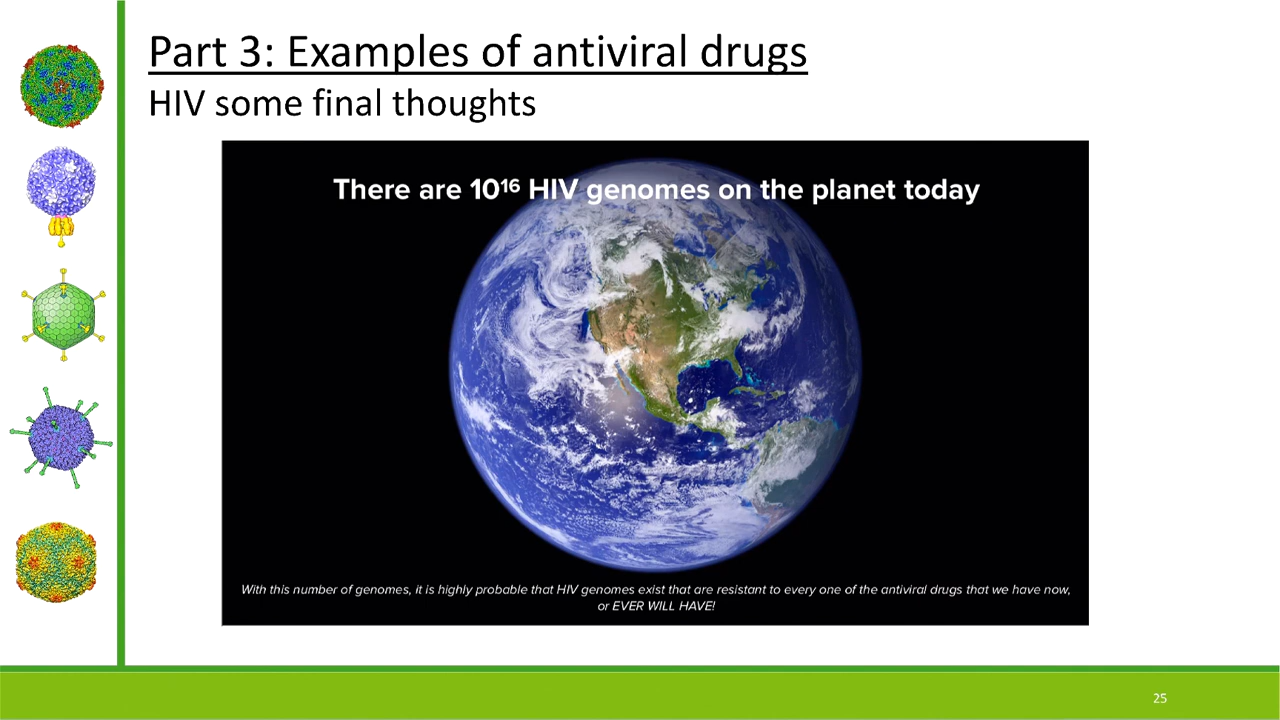 Part 3: Examples of antiviral drugs
HIV some final thoughts
There are 10¹⁶ HIV genomes on the planet today
With this number of genomes, it is highly probable that HIV genomes exist that are resistant to every one of the antiviral drugs that we have now,
or EVER WILL HAVE!
25